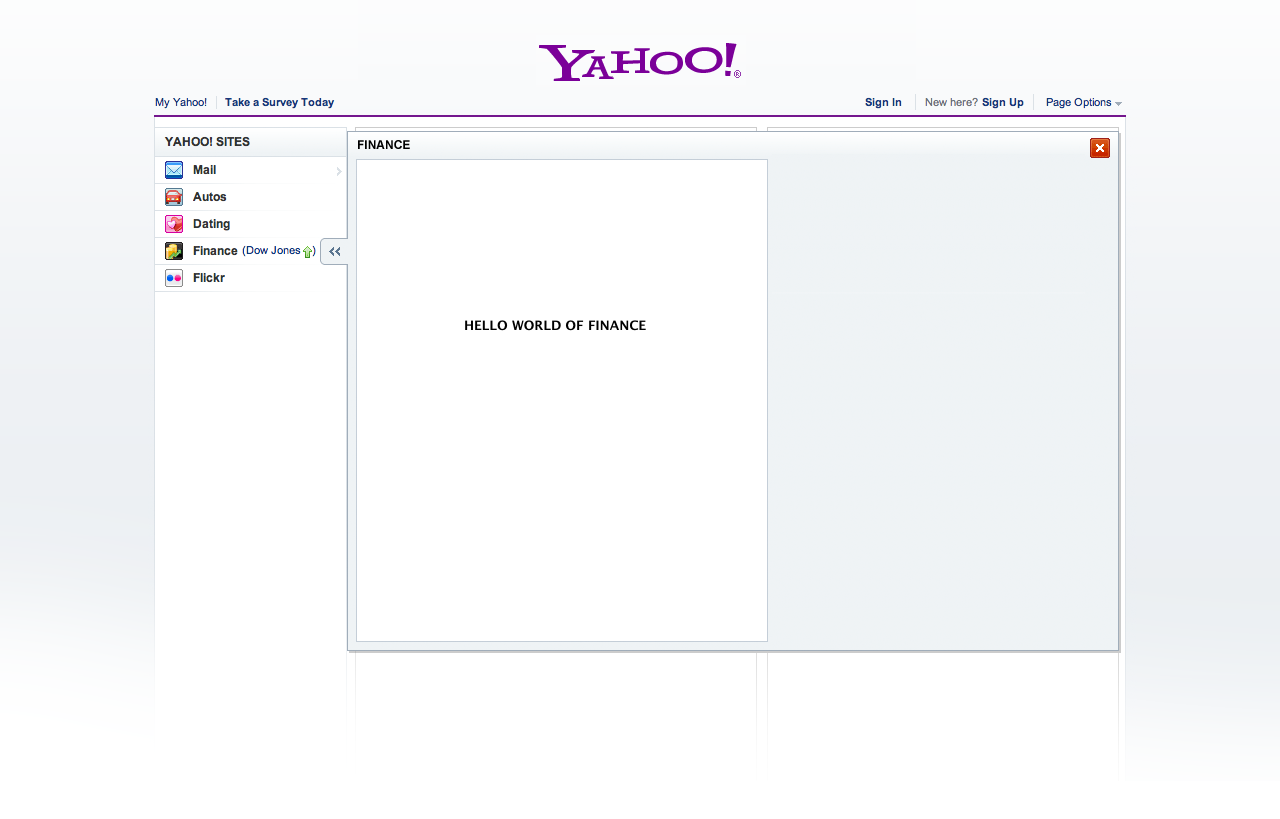 YAHOO!®
My Yahoo! Take a Survey Today Sign In New here? Sign Up Page Options
YAHOO! SITES
Mail
Autos
Dating
Finance (Dow Jones )
Flickr
FINANCE
HELLO WORLD OF FINANCE